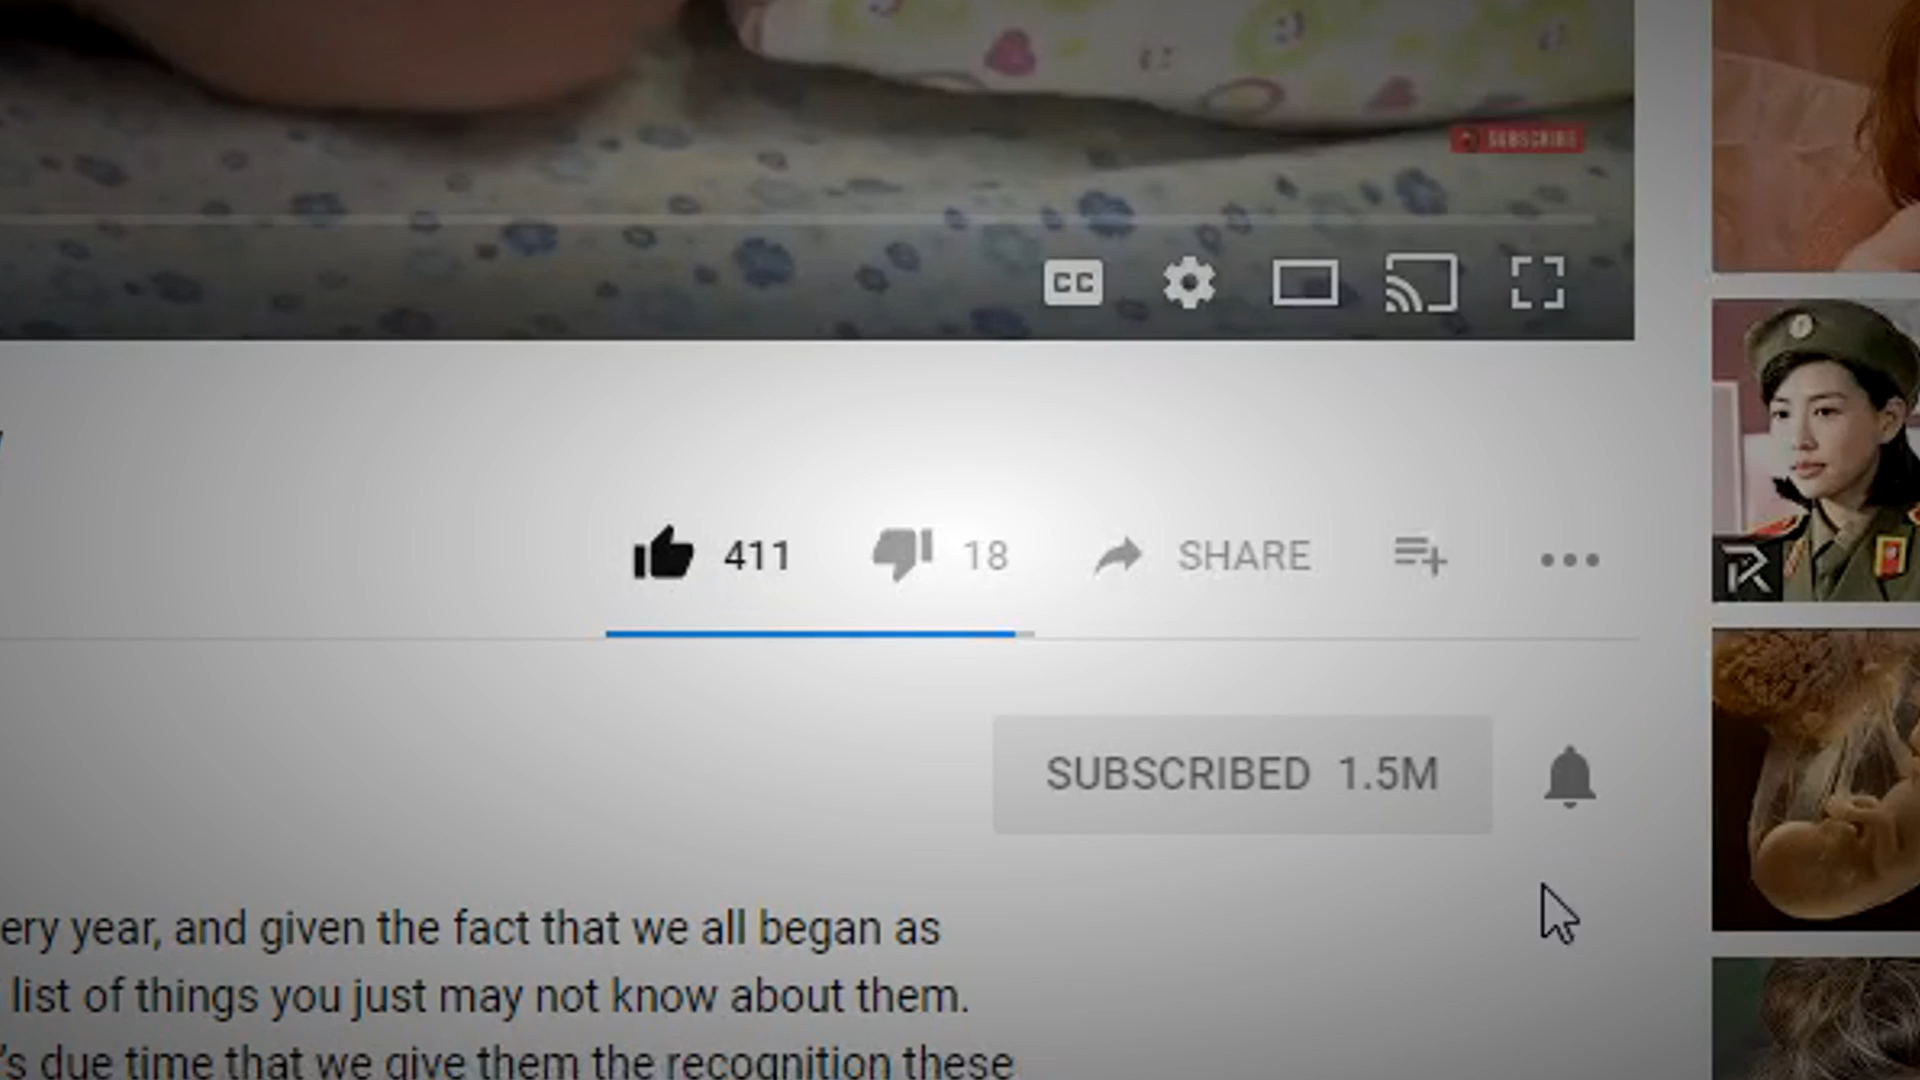 SUBSCRIBE
CC
411 18 SHARE
SUBSCRIBED 1.5M
ery year, and given the fact that we all began as
list of things you just may not know about them.
's due time that we give them the recognition these